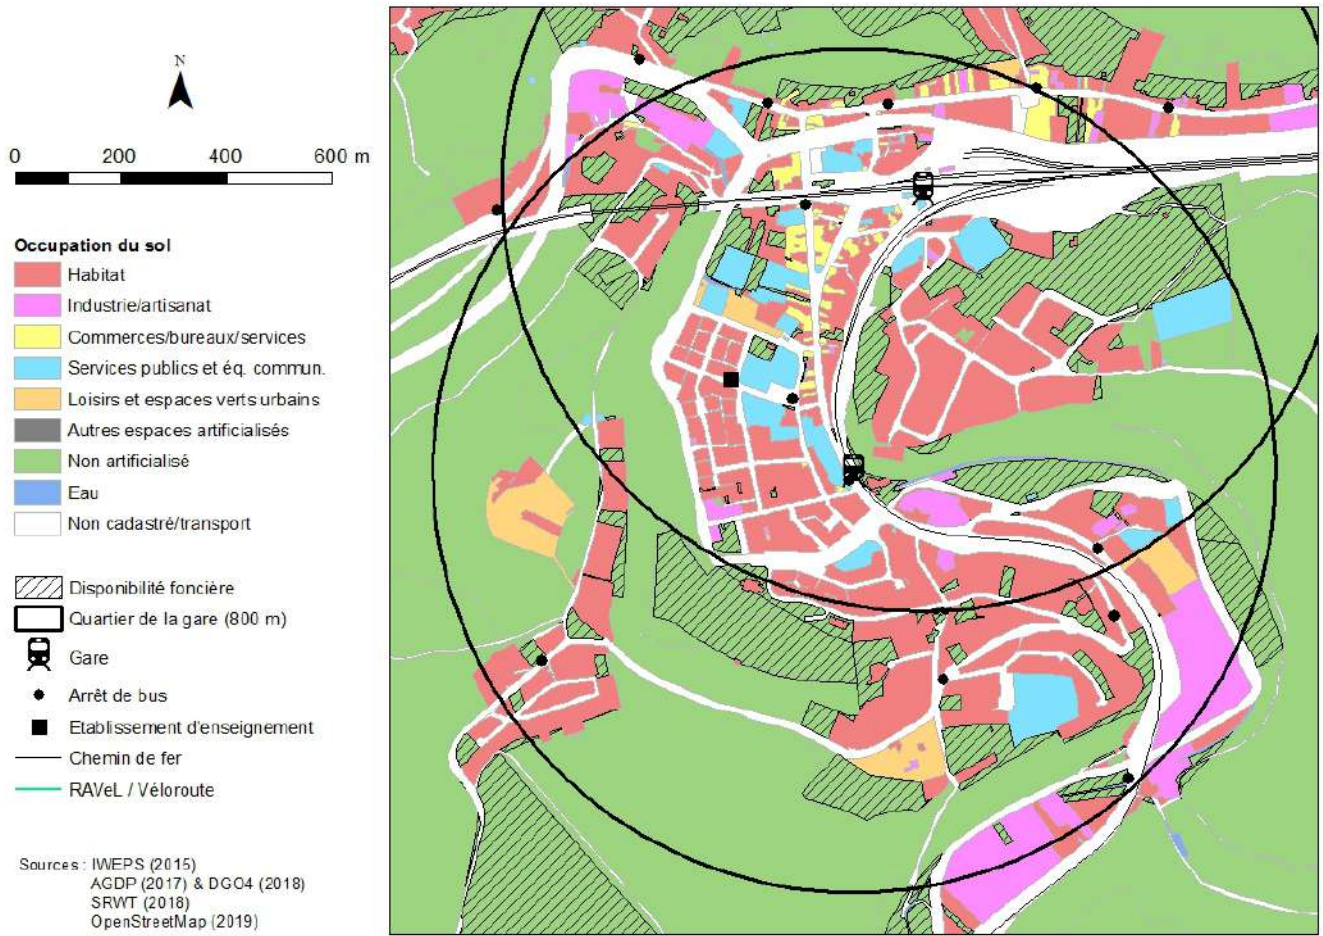 N
0 200 400 600 m
Occupation du sol
Habitat
Industrie/artisanat
Commerces/bureaux/services
Services publics et éq. commun.
Loisirs et espaces verts urbains
Autres espaces artificialisés
Non artificialisé
Eau
Non cadastré/transport
Disponibilité foncière
Quartier de la gare (800 m)
Gare
Arrêt de bus
Etablissement d'enseignement
Chemin de fer
RAVeL / Véloroute
Sources : IWEPS (2015)
AGDP (2017) & DGO4 (2018)
SRWT (2018)
OpenStreetMap (2019)